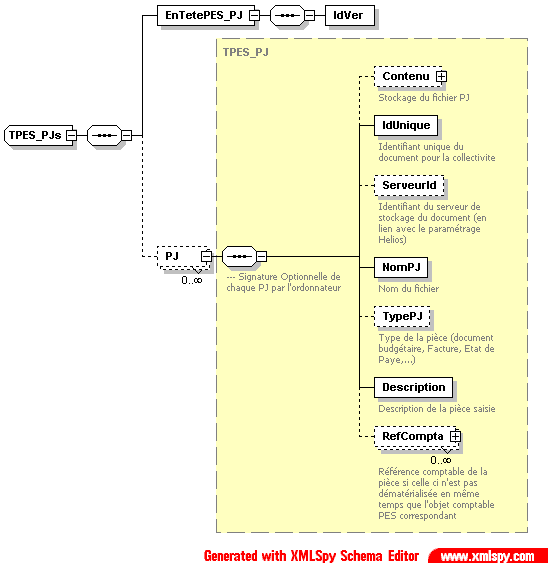 EnTetePES_PJ
IdVer
TPES_PJs
TPES_PJ
Contenu
Stockage du fichier PJ
IdUnique
Identifiant unique du
document pour la collectivite
ServeurId
Identifiant du serveur de
stockage du document (en
lien avec le paramétrage
Helios)
PJ
0..∞
--- Signature Optionnelle de
chaque PJ par l'ordonnateur
NomPJ
Nom du fichier
TypePJ
Type de la pièce (document
budgétaire, Facture, Etat de
Paye,...)
Description
Description de la pièce saisie
RefCompta
0..∞
Référence comptable de la
pièce si celle ci n'est pas
dématérialisée en même
temps que l'objet comptable
PES correspondant
Generated with XMLSpy Schema Editor www.xmlspy.com